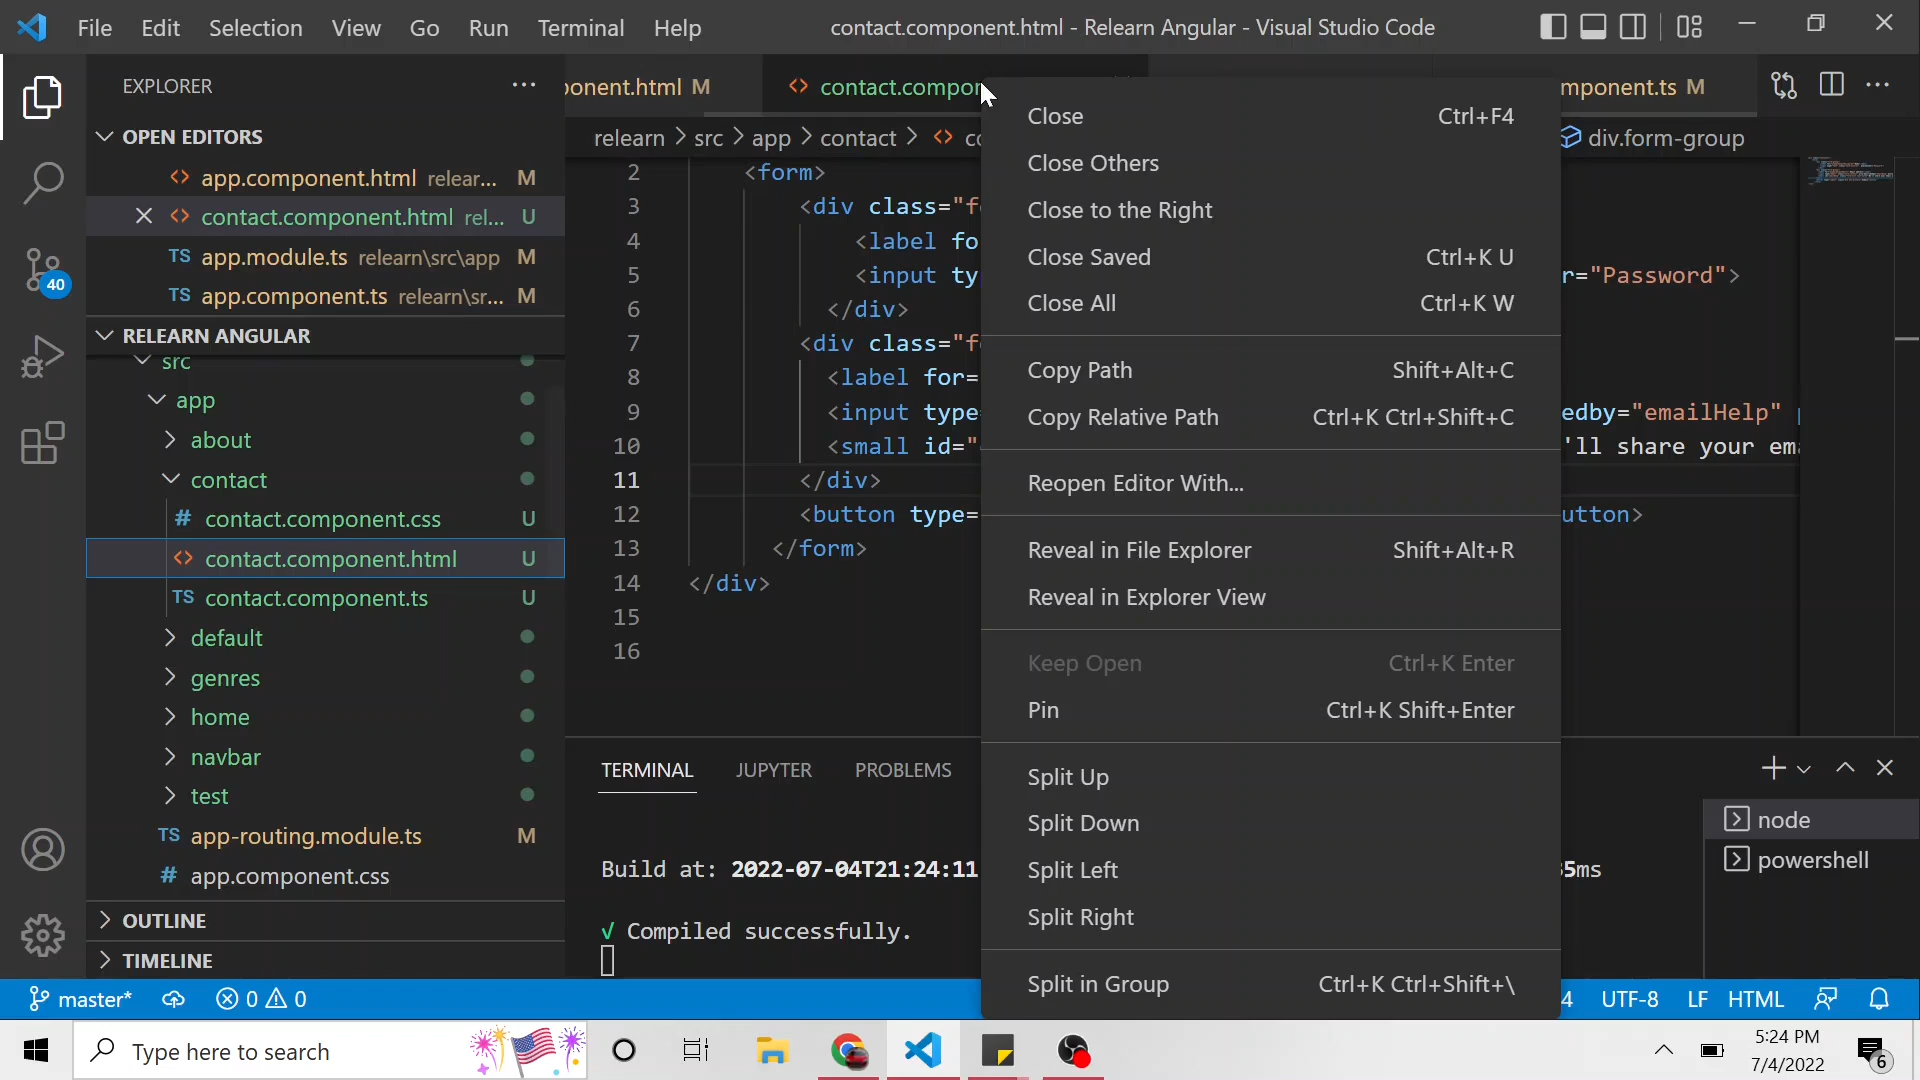 File Edit Selection View Go Run Terminal Help
contact.component.html - Relearn Angular - Visual Studio Code
EXPLORER
OPEN EDITORS
app.component.html relear... M
contact.component.html rel... U
TS app.module.ts relearn\src\app M
TS app.component.ts relearn\sr... M
RELEARN ANGULAR
src
app
about
contact
# contact.component.css U
contact.component.html U
TS contact.component.ts U
default
genres
home
navbar
test
TS app-routing.module.ts M
# app.component.css
OUTLINE
TIMELINE
40
ponent.html M
contact.compon
mponent.ts M
relearn > src > app > contact > <> co
div.form-group
2 <form>
3 <div class="fo
4 <label fo
5 <input ty r="Password">
6 </div>
7 <div class="fo
8 <label for=
9 <input type= edby="emailHelp"
10 <small id=" 'll share your ema
11 </div>
12 <button type= utton>
13 </form>
14 </div>
15
16
Close Ctrl+F4
Close Others
Close to the Right
Close Saved Ctrl+K U
Close All Ctrl+K W
Copy Path Shift+Alt+C
Copy Relative Path Ctrl+K Ctrl+Shift+C
Reopen Editor With...
Reveal in File Explorer Shift+Alt+R
Reveal in Explorer View
Keep Open Ctrl+K Enter
Pin Ctrl+K Shift+Enter
Split Up
Split Down
Split Left
Split Right
Split in Group Ctrl+K Ctrl+Shift+\
TERMINAL JUPYTER PROBLEMS
Build at: 2022-07-04T21:24:11 35ms
√ Compiled successfully.
node
powershell
master* 0 0
4 UTF-8 LF HTML
Type here to search
5:24 PM
7/4/2022
6